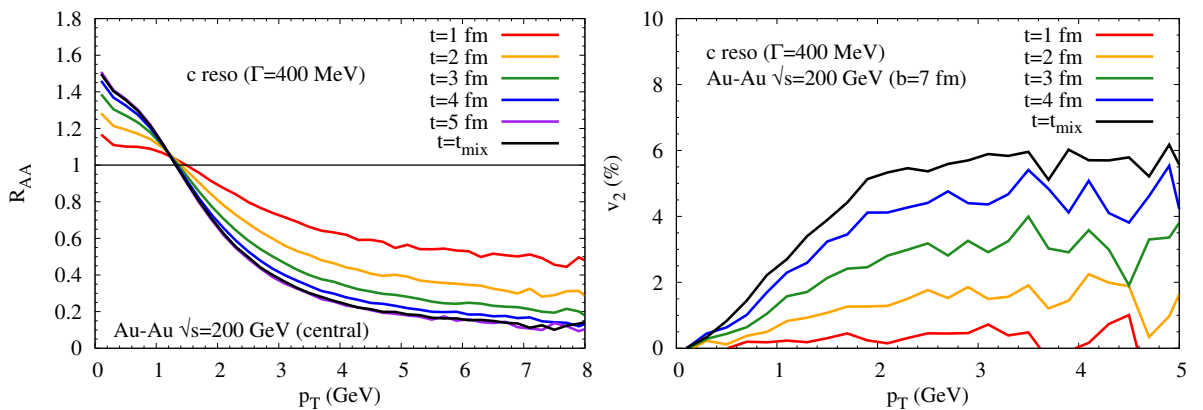 R_AA
1.8
1.6
1.4
1.2
1
0.8
0.6
0.4
0.2
0
t=1 fm
t=2 fm
t=3 fm
t=4 fm
t=5 fm
t=t_mix
c reso (Γ=400 MeV)
Au-Au √s=200 GeV (central)
0 1 2 3 4 5 6 7 8
p_T (GeV)
v_2 (%)
10
8
6
4
2
0
c reso (Γ=400 MeV)
Au-Au √s=200 GeV (b=7 fm)
t=1 fm
t=2 fm
t=3 fm
t=4 fm
t=t_mix
0 1 2 3 4 5
p_T (GeV)